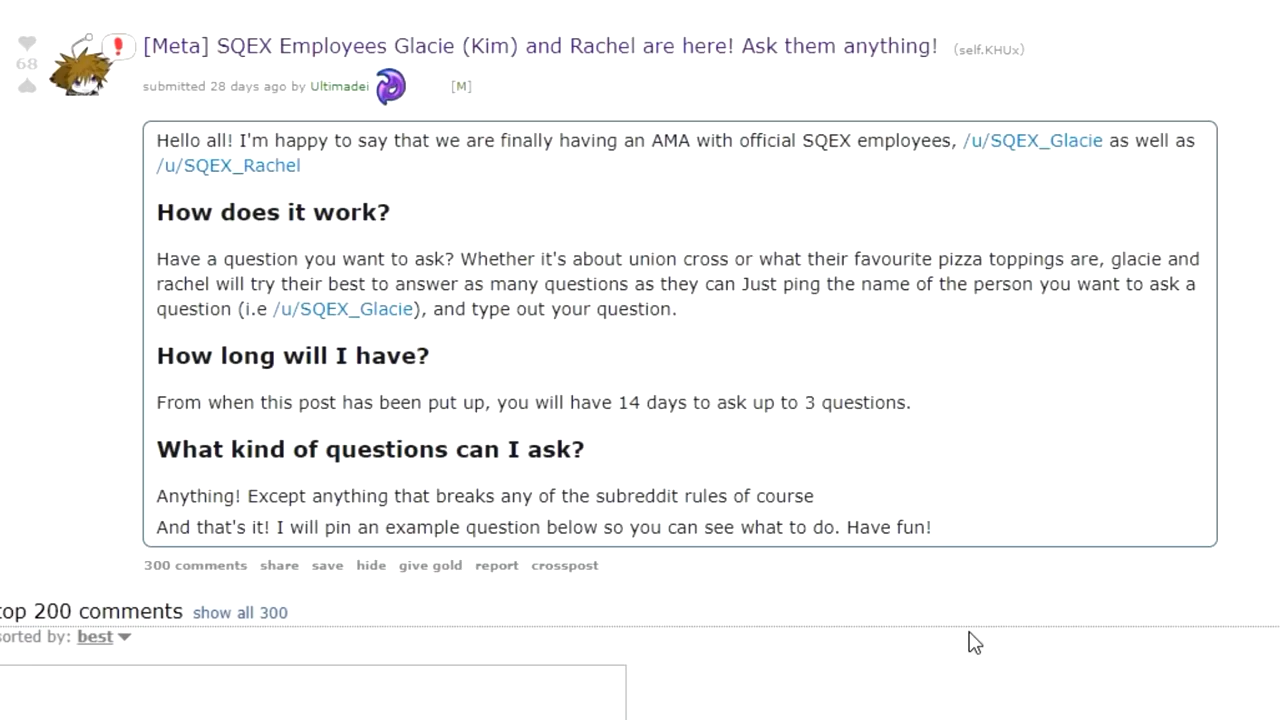 [Meta] SQEX Employees Glacie (Kim) and Rachel are here! Ask them anything! (self.KHUx)
68
submitted 28 days ago by Ultimadei [M]
Hello all! I'm happy to say that we are finally having an AMA with official SQEX employees, /u/SQEX_Glacie as well as
/u/SQEX_Rachel
How does it work?
Have a question you want to ask? Whether it's about union cross or what their favourite pizza toppings are, glacie and
rachel will try their best to answer as many questions as they can Just ping the name of the person you want to ask a
question (i.e /u/SQEX_Glacie), and type out your question.
How long will I have?
From when this post has been put up, you will have 14 days to ask up to 3 questions.
What kind of questions can I ask?
Anything! Except anything that breaks any of the subreddit rules of course
And that's it! I will pin an example question below so you can see what to do. Have fun!
300 comments share save hide give gold report crosspost
top 200 comments show all 300
sorted by: best